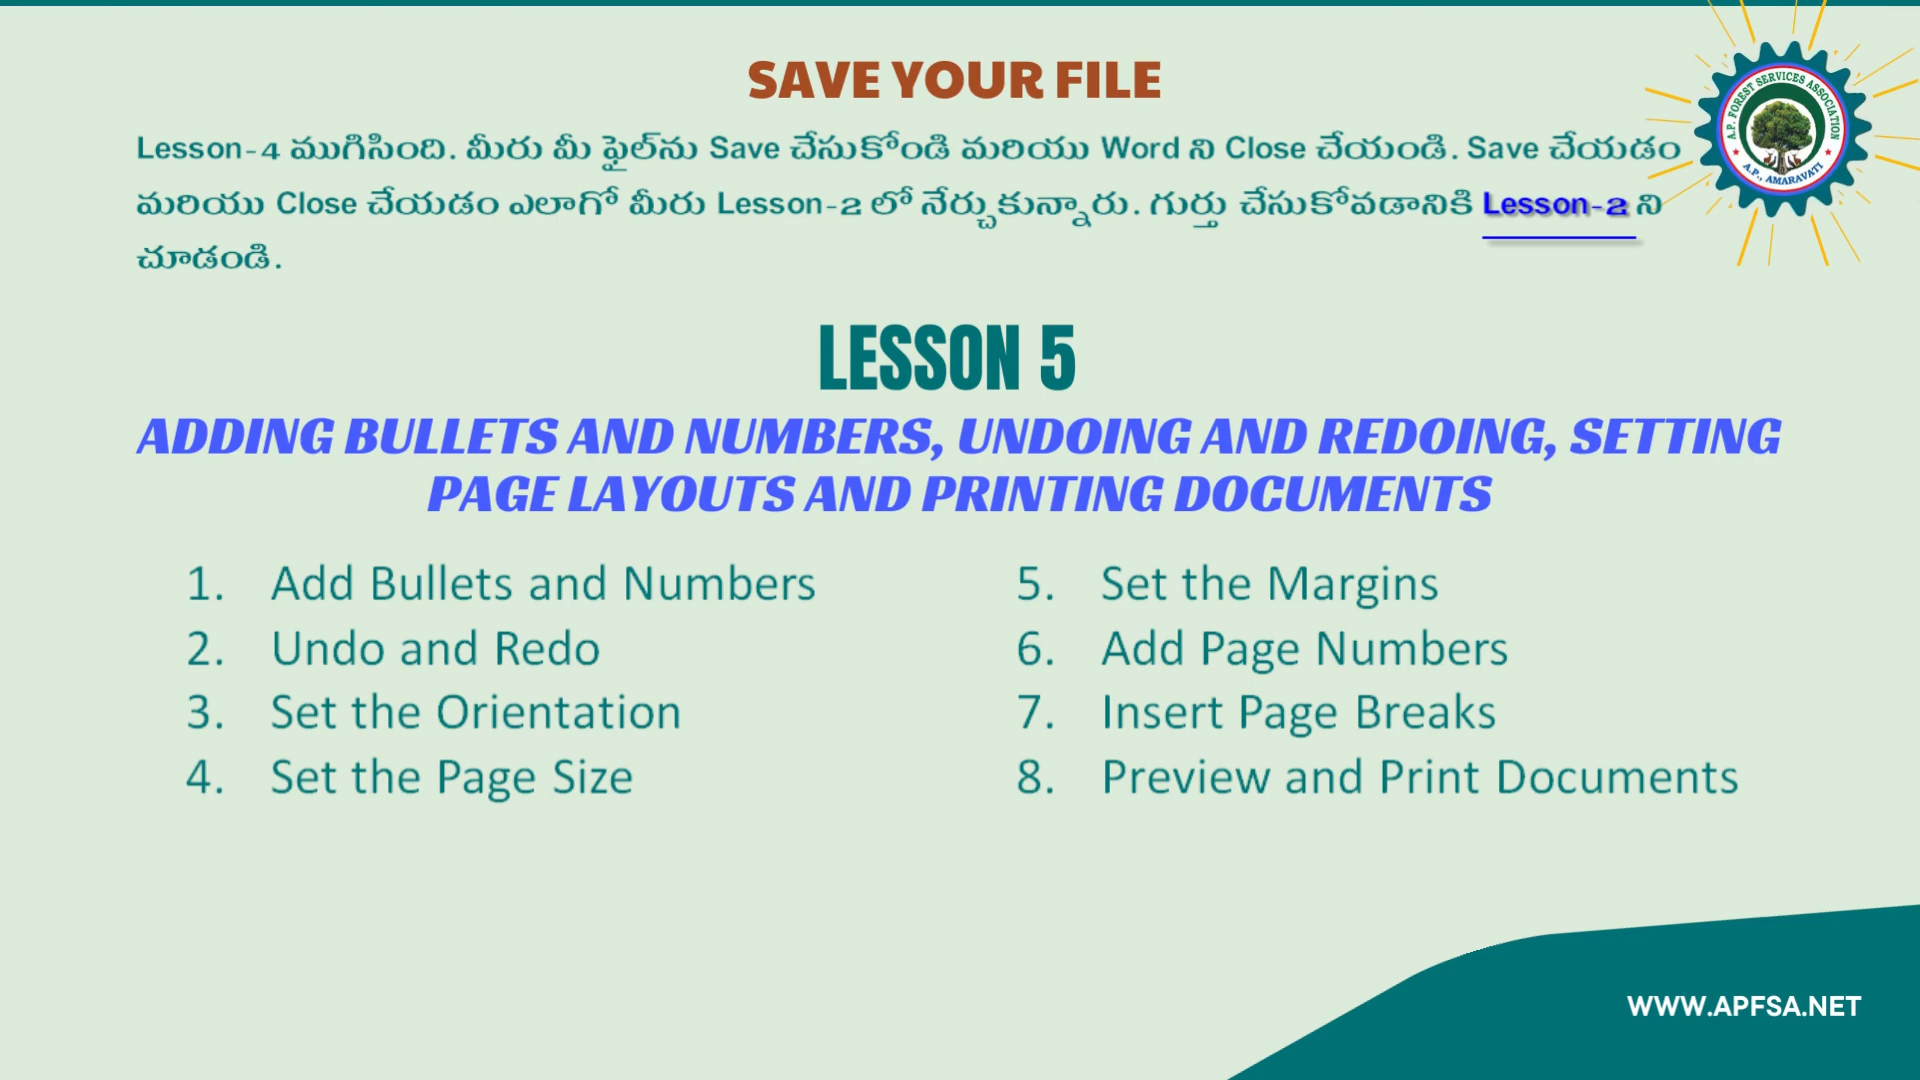 SAVE YOUR FILE
Lesson-4 ముగిసింది. మీరు మీ ఫైల్‌ను Save చేసుకోండి మరియు Word ని Close చేయండి. Save చేయడం
మరియు Close చేయడం ఎలాగో మీరు Lesson-2 లో నేర్చుకున్నారు. గుర్తు చేసుకోవడానికి Lesson-2 ని
చూడండి.
A.P. FOREST SERVICES ASSOCIATION
A.P., AMARAVATI
LESSON 5
ADDING BULLETS AND NUMBERS, UNDOING AND REDOING, SETTING
PAGE LAYOUTS AND PRINTING DOCUMENTS
1. Add Bullets and Numbers
2. Undo and Redo
3. Set the Orientation
4. Set the Page Size
5. Set the Margins
6. Add Page Numbers
7. Insert Page Breaks
8. Preview and Print Documents
WWW.APFSA.NET